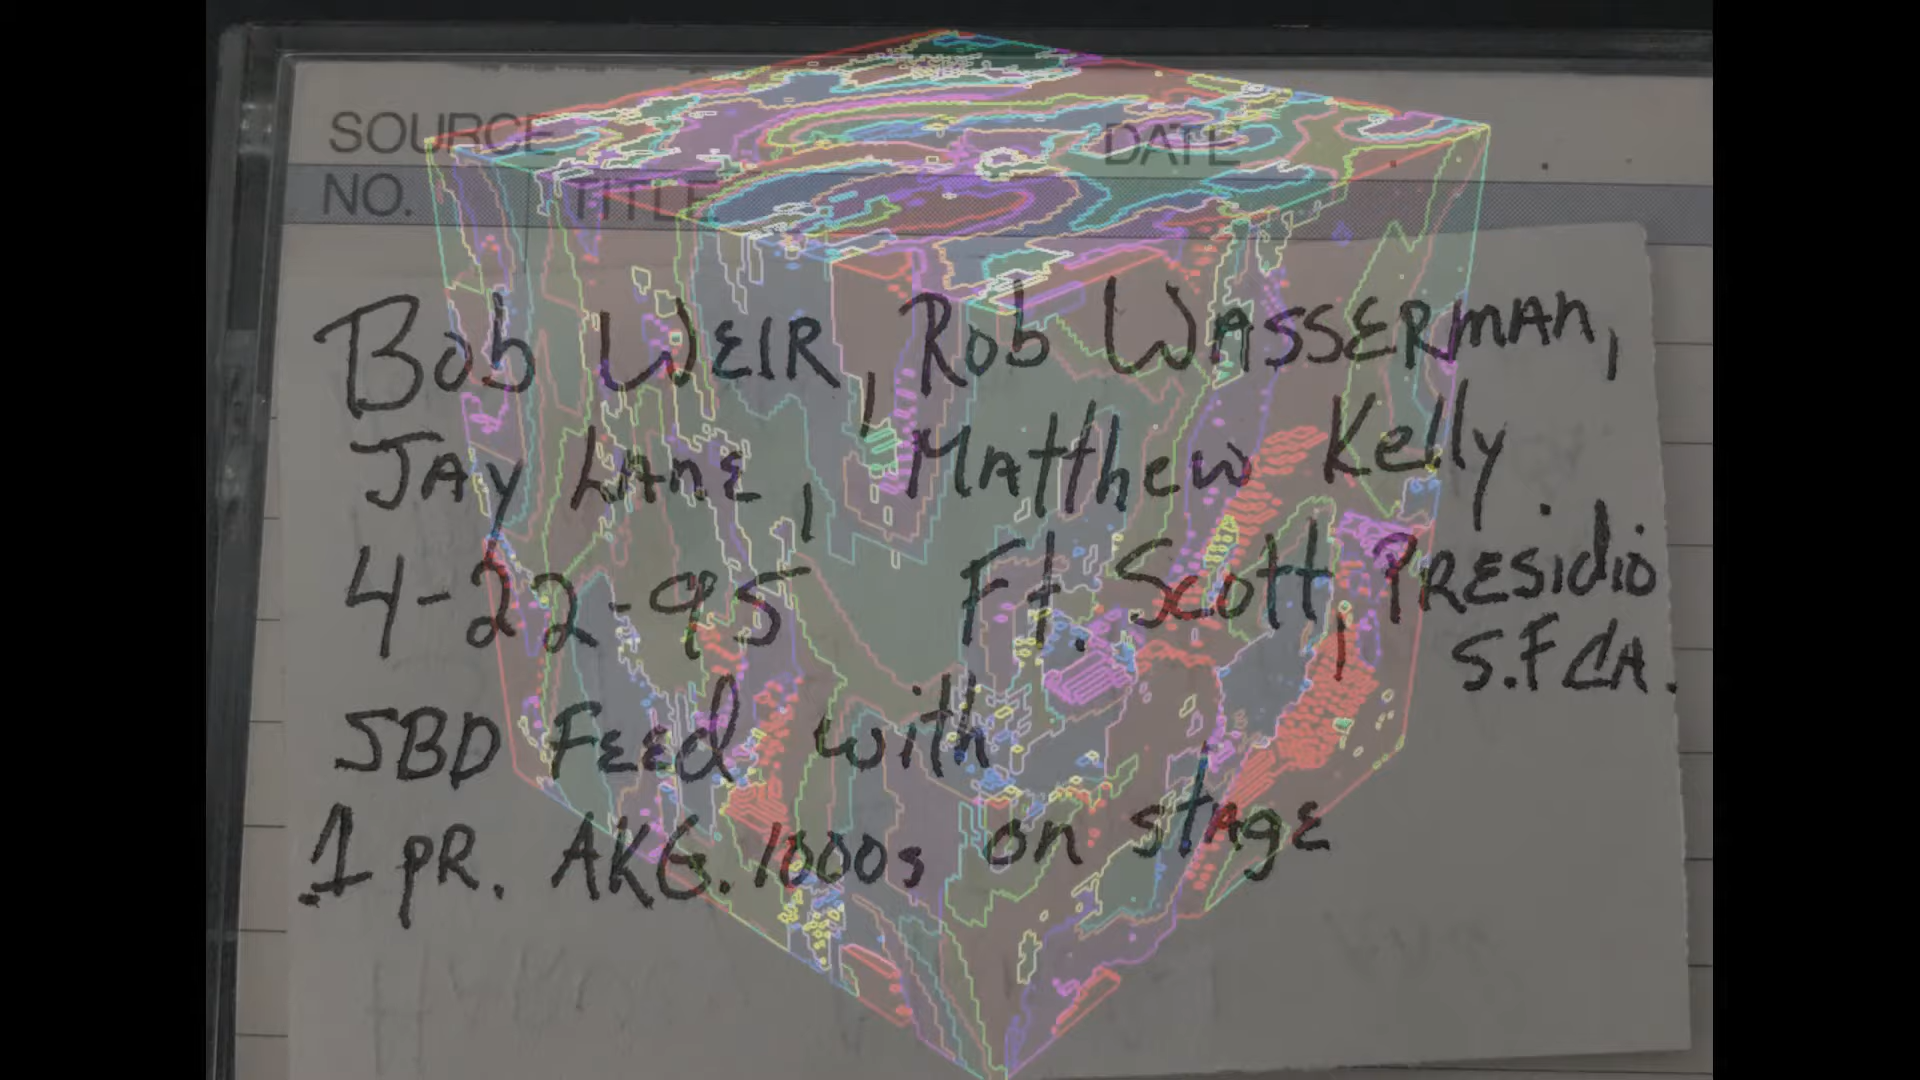 SOURCE DATE
NO. TITLE
Bob WEIR, Rob WASSERMAN,
JAY LANE, Matthew Kelly
4-22-95 Ft. Scott, PRESidio
S.F CA.
SBD FEEd with
1 pR. AKG. 1000s on stagE